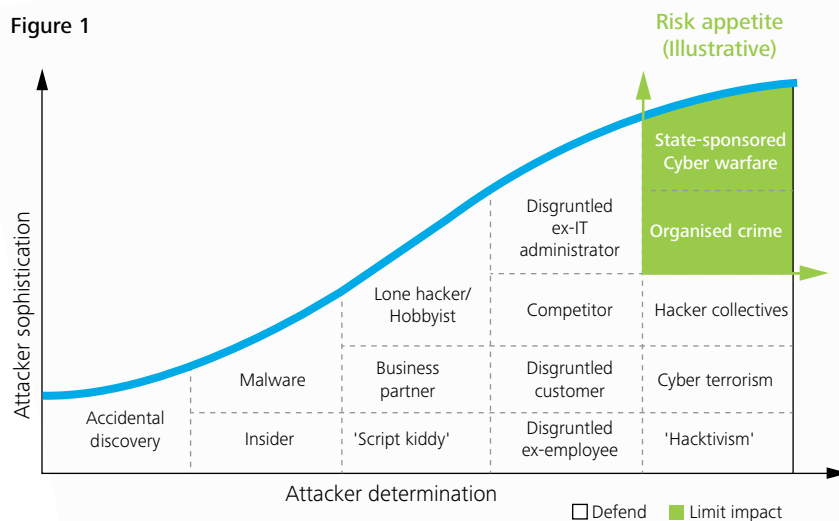 Figure 1
Risk appetite
(Illustrative)
State-sponsored
Cyber warfare
Disgruntled
ex-IT
administrator
Organised crime
Lone hacker/
Hobbyist
Competitor
Hacker collectives
Malware
Business
partner
Disgruntled
customer
Cyber terrorism
Accidental
discovery
Insider
'Script kiddy'
Disgruntled
ex-employee
'Hacktivism'
Attacker sophistication
Attacker determination
Defend
Limit impact